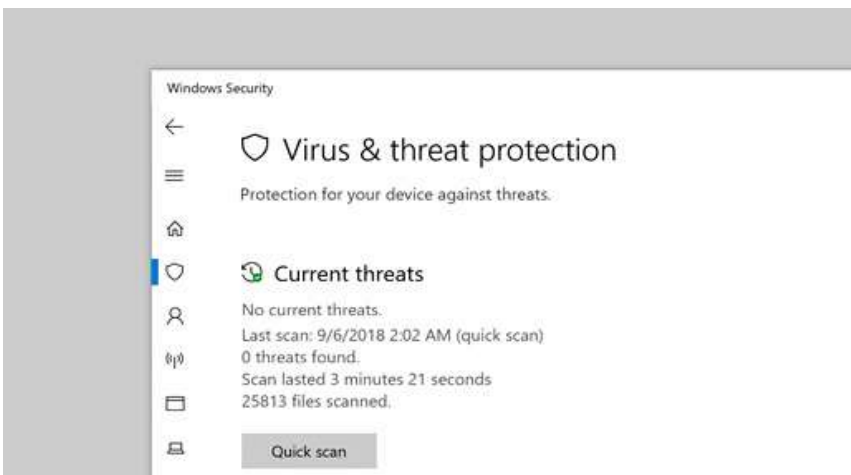 Windows Security
Virus & threat protection
Protection for your device against threats.
Current threats
No current threats.
Last scan: 9/6/2018 2:02 AM (quick scan)
0 threats found.
Scan lasted 3 minutes 21 seconds
25813 files scanned.
Quick scan